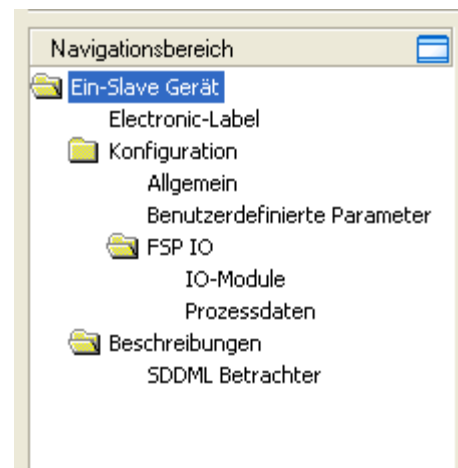 Navigationsbereich
Ein-Slave Gerät
Electronic-Label
Konfiguration
Allgemein
Benutzerdefinierte Parameter
FSP IO
IO-Module
Prozessdaten
Beschreibungen
SDDML Betrachter